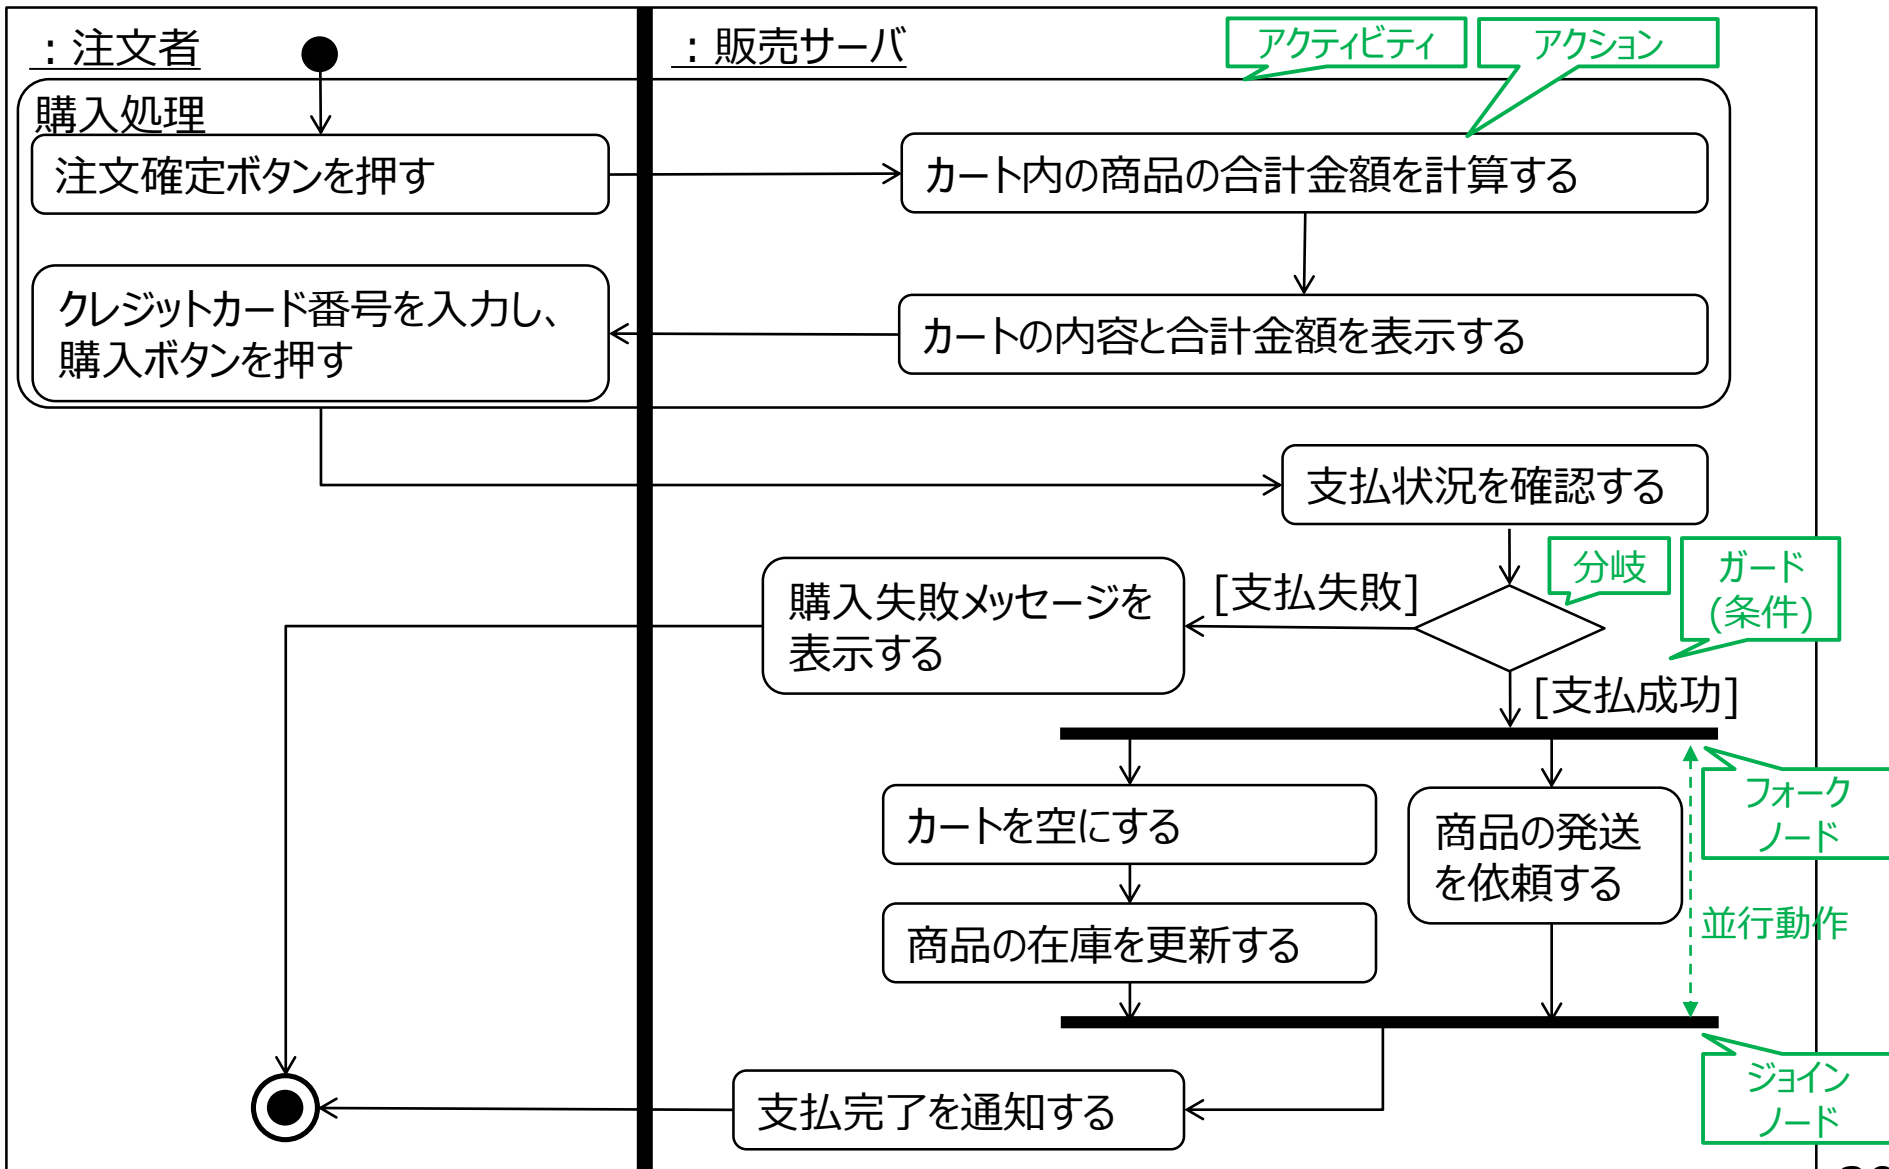 ：注文者
：販売サーバ
アクティビティ
アクション
購入処理
注文確定ボタンを押す
カート内の商品の合計金額を計算する
クレジットカード番号を入力し、
購入ボタンを押す
カートの内容と合計金額を表示する
支払状況を確認する
分岐
ガード
(条件)
購入失敗メッセージを
表示する
[支払失敗]
[支払成功]
フォーク
ノード
カートを空にする
商品の発送
を依頼する
並行動作
商品の在庫を更新する
ジョイン
ノード
支払完了を通知する